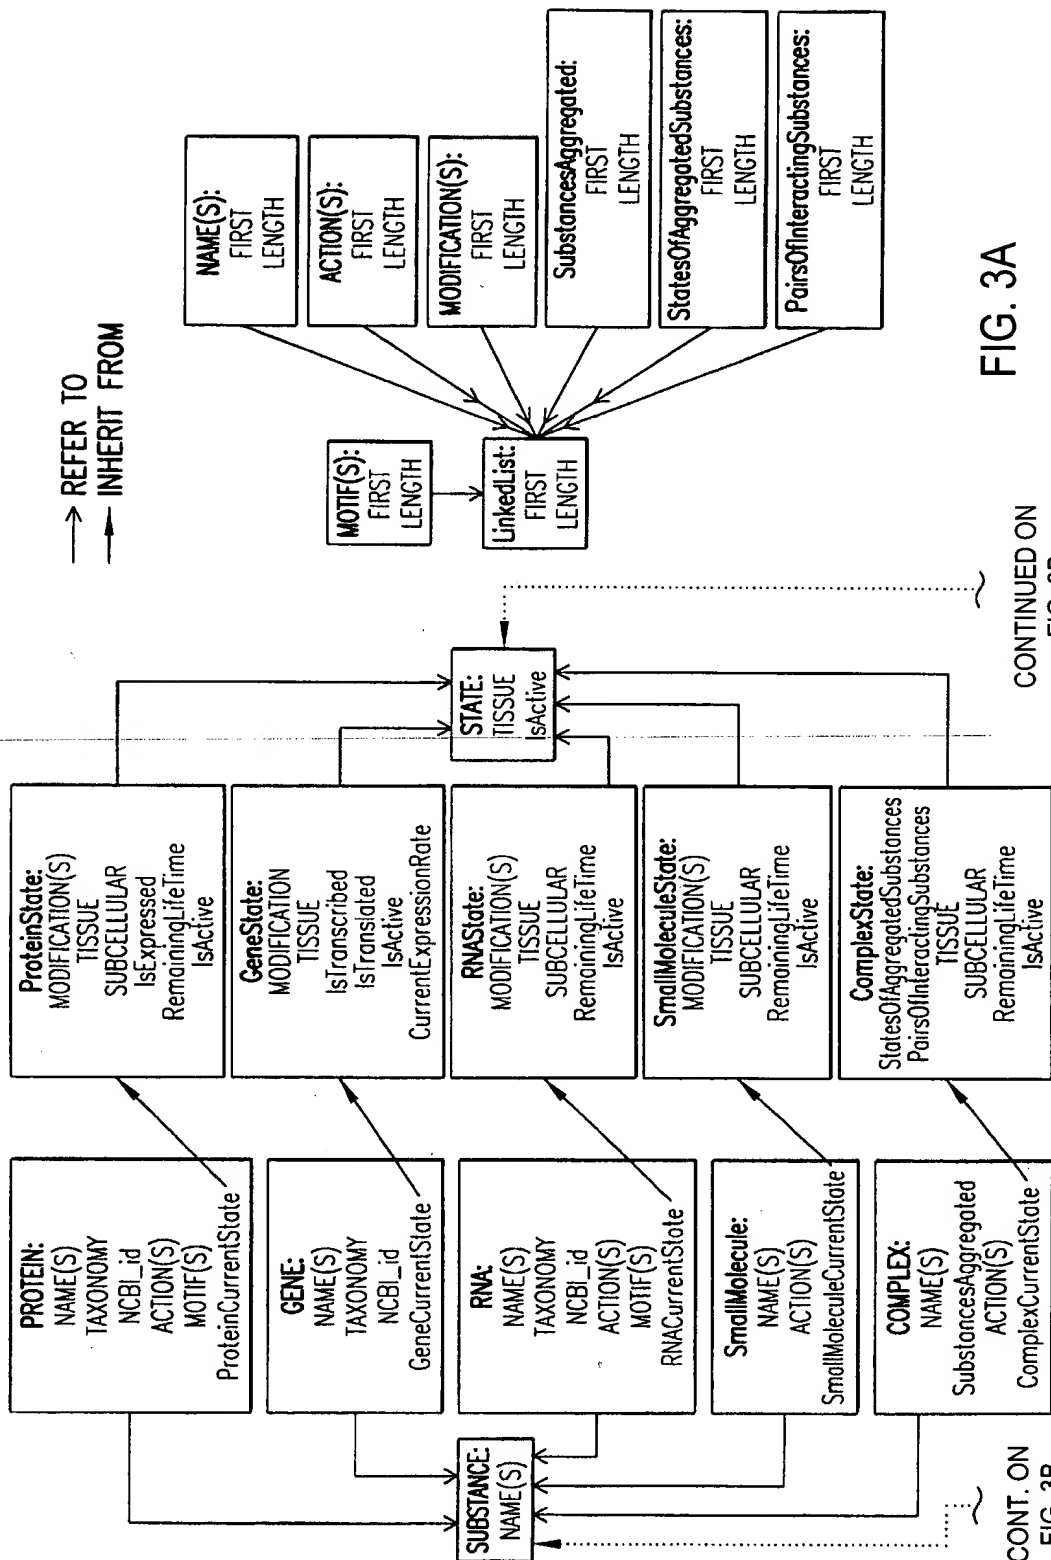 → REFER TO
→ INHERIT FROM
SUBSTANCE:
NAME(S)
PROTEIN:
NAME(S)
TAXONOMY
NCBI_id
ACTION(S)
MOTIF(S)
ProteinCurrentState
GENE:
NAME(S)
TAXONOMY
NCBI_id
GeneCurrentState
RNA:
NAME(S)
TAXONOMY
NCBI_id
ACTION(S)
MOTIF(S)
RNACurrentState
SmallMolecule:
NAME(S)
ACTION(S)
SmallMoleculeCurrentState
COMPLEX:
NAME(S)
SubstancesAggregated
ACTION(S)
ComplexCurrentState
ProteinState:
MODIFICATION(S)
TISSUE
SUBCELLULAR
IsExpressed
RemainingLifeTime
IsActive
GeneState:
MODIFICATION
TISSUE
IsTranscribed
IsTranslated
IsActive
CurrentExpressionRate
RNAState:
MODIFICATION(S)
TISSUE
SUBCELLULAR
RemainingLifeTime
IsActive
SmallMoleculeState:
MODIFICATION(S)
TISSUE
SUBCELLULAR
RemainingLifeTime
IsActive
ComplexState:
StatesOfAggregatedSubstances
PairsOfInteractingSubstances
TISSUE
SUBCELLULAR
RemainingLifeTime
IsActive
STATE:
TISSUE
IsActive
MOTIF(S):
FIRST
LENGTH
LinkedList:
FIRST
LENGTH
NAME(S):
FIRST
LENGTH
ACTION(S):
FIRST
LENGTH
MODIFICATION(S):
FIRST
LENGTH
SubstancesAggregated:
FIRST
LENGTH
StatesOfAggregatedSubstances:
FIRST
LENGTH
PairsOfInteractingSubstances:
FIRST
LENGTH
CONT. ON
FIG. 3B
CONTINUED ON
FIG. 3A